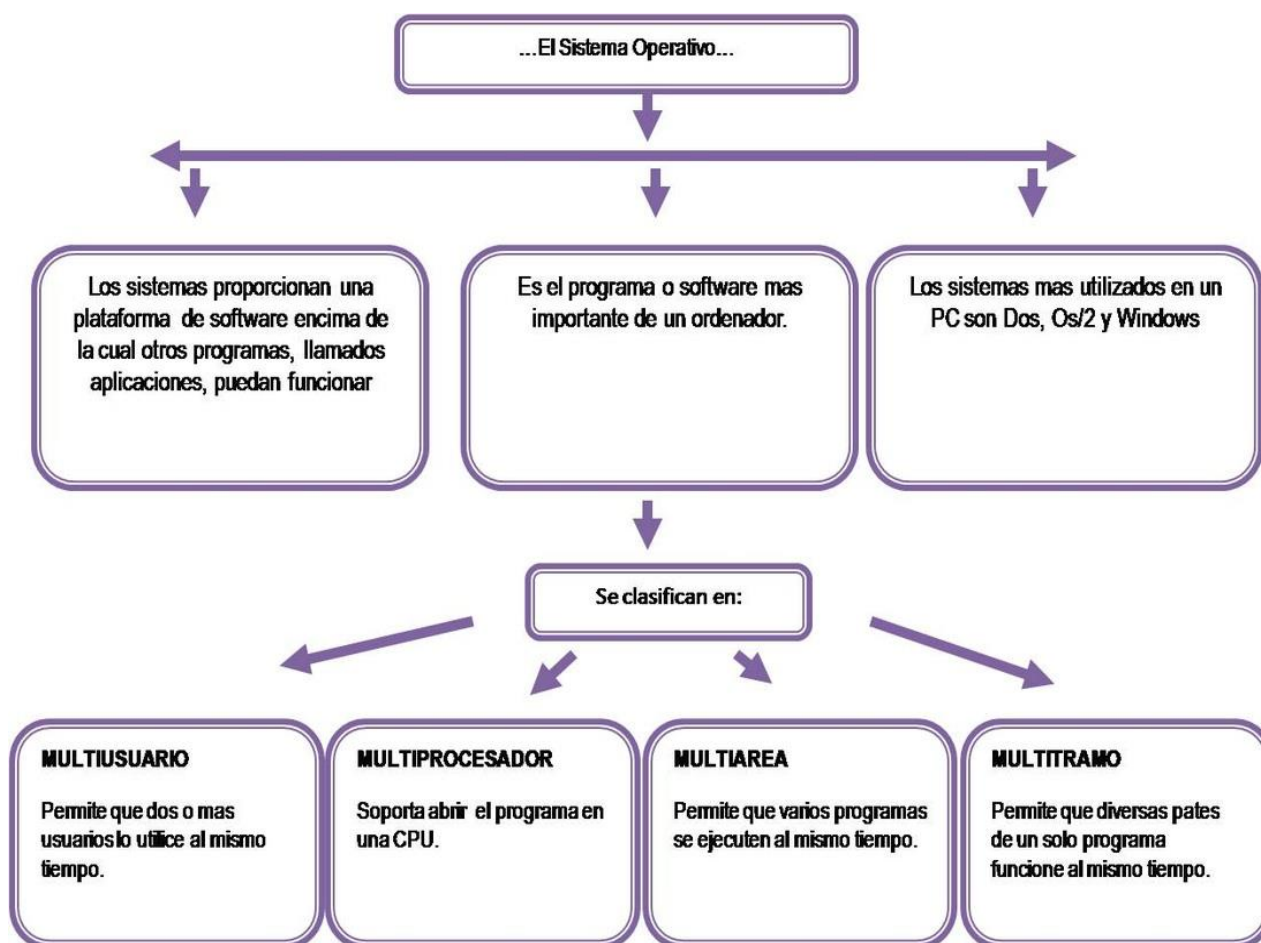 ...El Sistema Operativo...
Los sistemas proporcionan una
plataforma de software encima de
la cual otros programas, llamados
aplicaciones, puedan funcionar
Es el programa o software mas
importante de un ordenador.
Los sistemas mas utilizados en un
PC son Dos, Os/2 y Windows
Se clasifican en:
MULTIUSUARIO
Permite que dos o mas
usuarios lo utilice al mismo
tiempo.
MULTIPROCESADOR
Soporta abrir el programa en
una CPU.
MULTIAREA
Permite que varios programas
se ejecuten al mismo tiempo.
MULTITRAMO
Permite que diversas pates
de un solo programa
funcione al mismo tiempo.